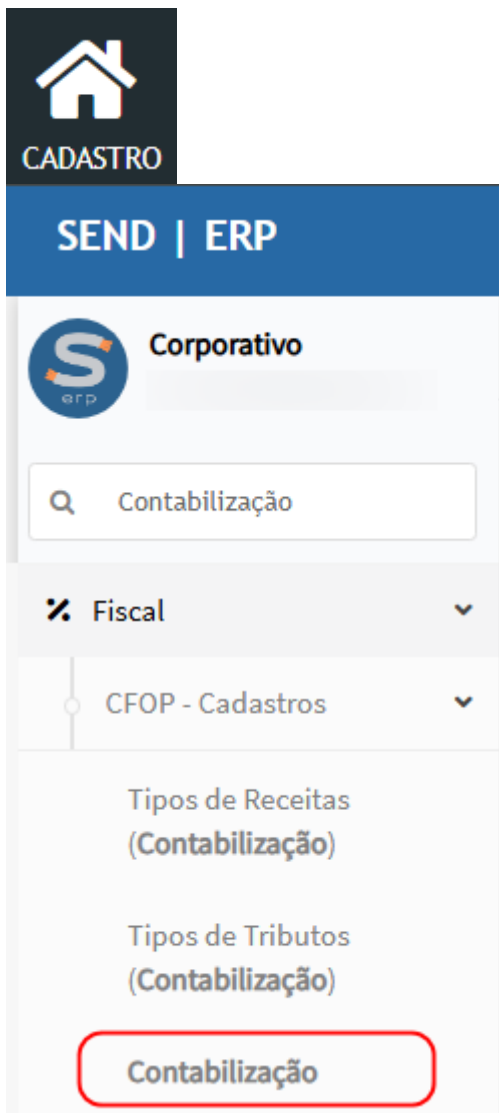 CADASTRO
SEND | ERP
S
erp
Corporativo
Contabilização
Fiscal
CFOP - Cadastros
Tipos de Receitas
(Contabilização)
Tipos de Tributos
(Contabilização)
Contabilização